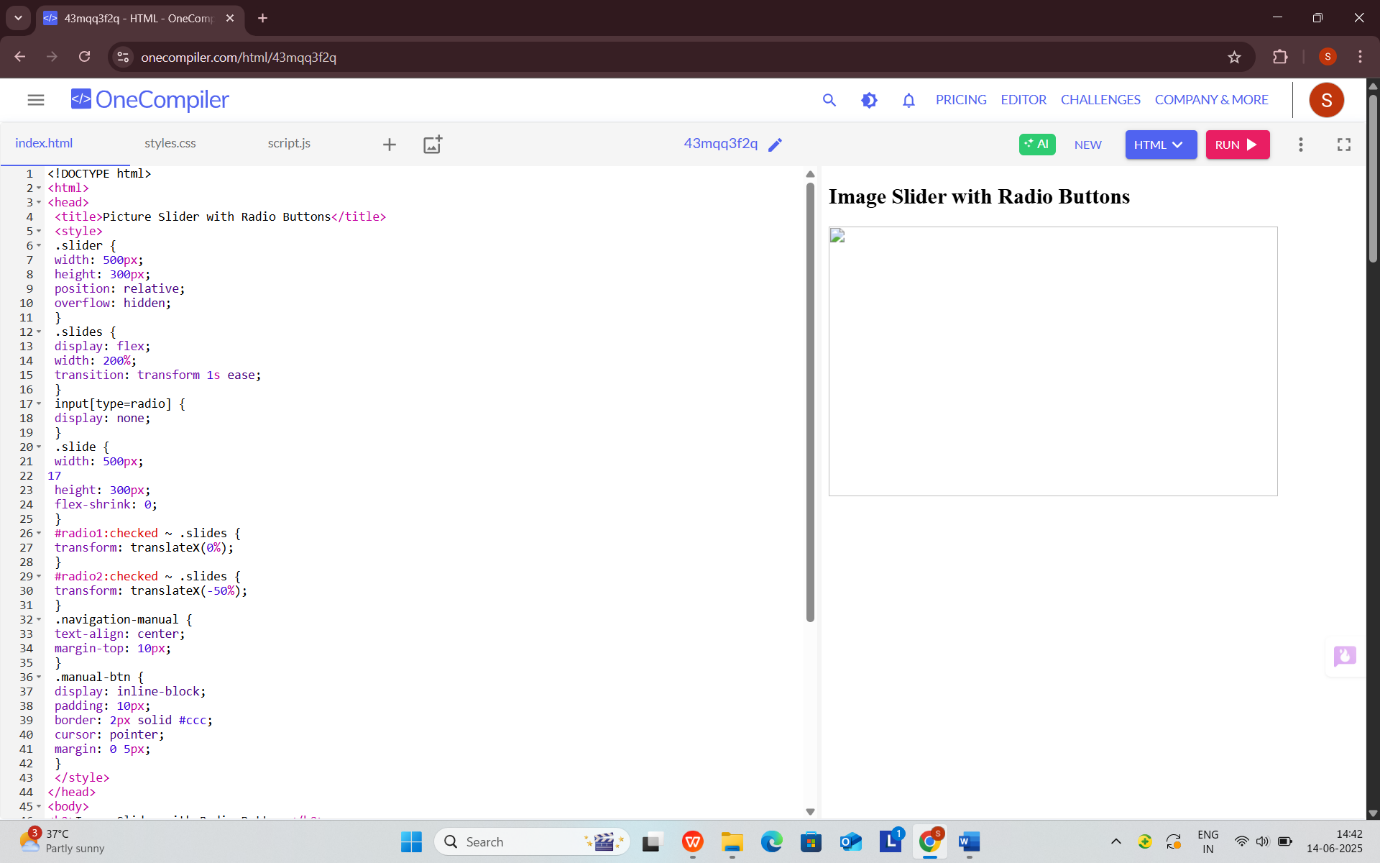 43mqq3f2q - HTML - OneComp
onecompiler.com/html/43mqq3f2q
S
OneCompiler
PRICING
EDITOR
CHALLENGES
COMPANY & MORE
S
index.html
styles.css
script.js
43mqq3f2q
AI
NEW
HTML
RUN
1 <!DOCTYPE html>
2 <html>
3 <head>
4 <title>Picture Slider with Radio Buttons</title>
5 <style>
6 .slider {
7 width: 500px;
8 height: 300px;
9 position: relative;
10 overflow: hidden;
11 }
12 .slides {
13 display: flex;
14 width: 200%;
15 transition: transform 1s ease;
16 }
17 input[type=radio] {
18 display: none;
19 }
20 .slide {
21 width: 500px;
22 17
23 height: 300px;
24 flex-shrink: 0;
25 }
26 #radio1:checked ~ .slides {
27 transform: translateX(0%);
28 }
29 #radio2:checked ~ .slides {
30 transform: translateX(-50%);
31 }
32 .navigation-manual {
33 text-align: center;
34 margin-top: 10px;
35 }
36 .manual-btn {
37 display: inline-block;
38 padding: 10px;
39 border: 2px solid #ccc;
40 cursor: pointer;
41 margin: 0 5px;
42 }
43 </style>
44 </head>
45 <body>
Image Slider with Radio Buttons
3
37°C
Partly sunny
Search
W
L
1
S
W
ENG
IN
14:42
14-06-2025